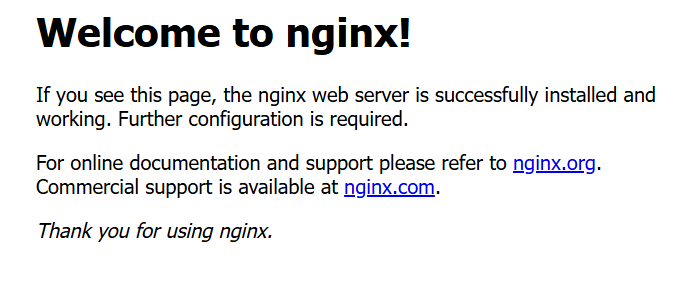 Welcome to nginx!
If you see this page, the nginx web server is successfully installed and
working. Further configuration is required.
For online documentation and support please refer to nginx.org.
Commercial support is available at nginx.com.
Thank you for using nginx.